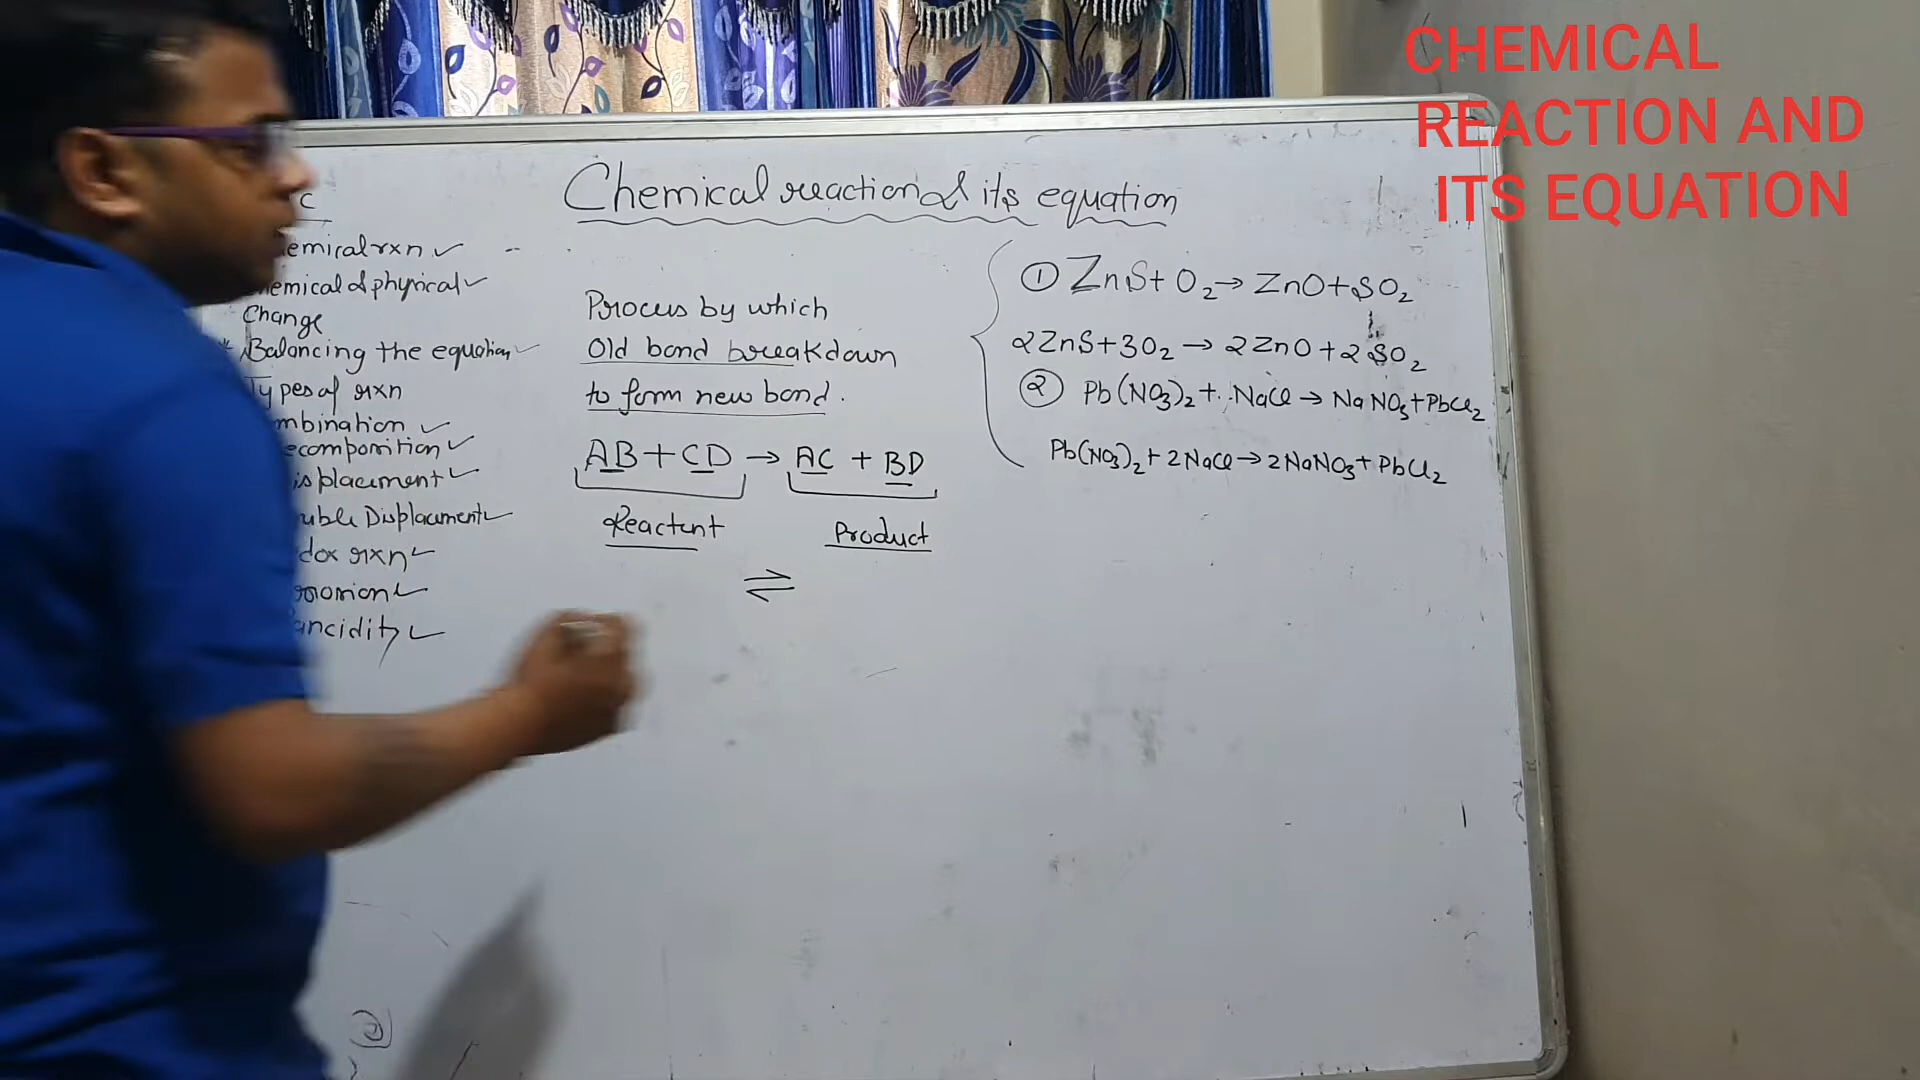 CHEMICAL
REACTION AND
ITS EQUATION
Chemical reaction & its equation
C
emical rxn ✓
emical & physical ✓
Change
* Balancing the equation ✓
Types of rxn
mbination ✓
ecomposition ✓
isplacement ✓
uble Displacement ✓
dox rxn ✓
rrosion ✓
ancidity ✓
Process by which
Old bond breakdown
to form new bond.
AB + CD → AC + BD
Reactent
Product
⇌
① ZnS + O₂ → ZnO + SO₂
2ZnS + 3O₂ → 2ZnO + 2SO₂
② Pb(NO₃)₂ + NaCl → NaNO₃ + PbCl₂
Pb(NO₃)₂ + 2NaCl → 2NaNO₃ + PbCl₂